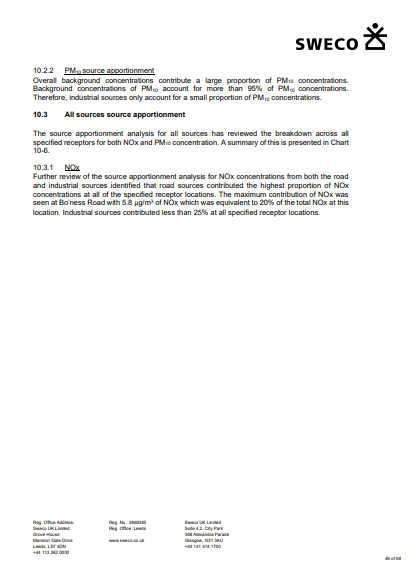 SWECO
10.2.2 PM10 source apportionment
Overall background concentrations contribute a large proportion of PM10 concentrations.
Background concentrations of PM10 account for more than 95% of PM10 concentrations.
Therefore, industrial sources only account for a small proportion of PM10 concentrations.
10.3 All sources source apportionment
The source apportionment analysis for all sources has reviewed the breakdown across all
specified receptors for both NOx and PM10 concentration. A summary of this is presented in Chart
10-6.
10.3.1 NOx
Further review of the source apportionment analysis for NOx concentrations from both the road
and industrial sources identified that road sources contributed the highest proportion of NOx
concentrations at all of the specified receptor locations. The maximum contribution of NOx was
seen at Bo'ness Road with 5.8 µg/m³ of NOx which was equivalent to 20% of the total NOx at this
location. Industrial sources contributed less than 25% at all specified receptor locations.
Reg. Office Address:
Sweco UK Limited
Grove House
Mansion Gate Drive
Leeds, LS7 4DN
+44 113 262 0000
Reg. No.: 2888385
Reg. Office: Leeds
www.sweco.co.uk
Sweco UK Limited
Suite 4.2, City Park
368 Alexandra Parade
Glasgow, G31 3AU
+44 141 414 1700
46 of 68